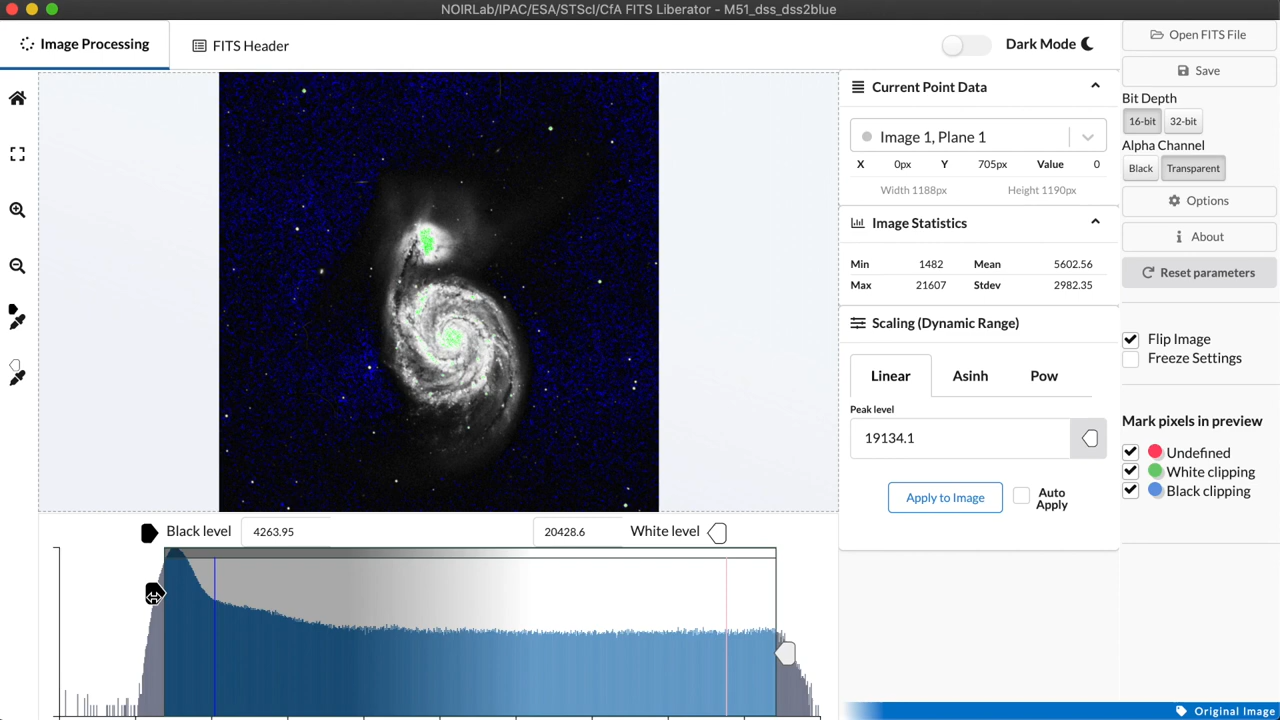 NOIRLab/IPAC/ESA/STScI/CfA FITS Liberator - M51_dss_dss2blue
Image Processing
FITS Header
Dark Mode
Open FITS File
Save
Bit Depth
16-bit 32-bit
Alpha Channel
Black Transparent
Options
About
Reset parameters
Flip Image
Freeze Settings
Mark pixels in preview
Undefined
White clipping
Black clipping
Current Point Data
Image 1, Plane 1
X 0px Y 705px Value 0
Width 1188px Height 1190px
Image Statistics
Min 1482 Mean 5602.56
Max 21607 Stdev 2982.35
Scaling (Dynamic Range)
Linear Asinh Pow
Peak level
19134.1
Apply to Image
Auto
Apply
Black level 4263.95 20428.6 White level
Original Image